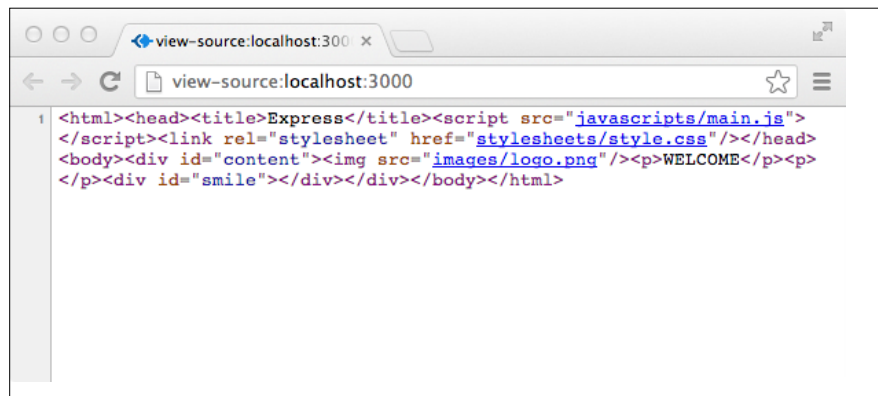 view-source:localhost:300
view-source:localhost:3000
1 <html><head><title>Express</title><script src="javascripts/main.js">
</script><link rel="stylesheet" href="stylesheets/style.css"/></head>
<body><div id="content"><img src="images/logo.png"/><p>WELCOME</p><p>
</p><div id="smile"></div></div></body></html>